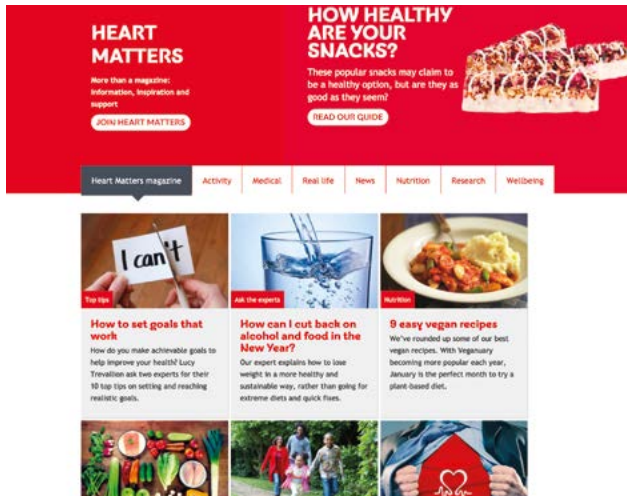 HEART
MATTERS
More than a magazine:
information, inspiration and
support
JOIN HEART MATTERS
HOW HEALTHY
ARE YOUR
SNACKS?
These popular snacks may claim to
be a healthy option, but are they as
good as they seem?
READ OUR GUIDE
Heart Matters magazine
Activity
Medical
Real life
News
Nutrition
Research
Wellbeing
I can't
Top tips
How to set goals that
work
How do you make achievable goals to
help improve your health? Lucy
Trevallion ask two experts for their
10 top tips on setting and reaching
realistic goals.
Ask the experts
How can I cut back on
alcohol and food in the
New Year?
Our expert explains how to lose
weight in a more healthy and
sustainable way, rather than going for
extreme diets and quick fixes.
Nutrition
9 easy vegan recipes
We've rounded up some of our best
vegan recipes. With Veganuary
becoming more popular each year,
January is the perfect month to try a
plant-based diet.